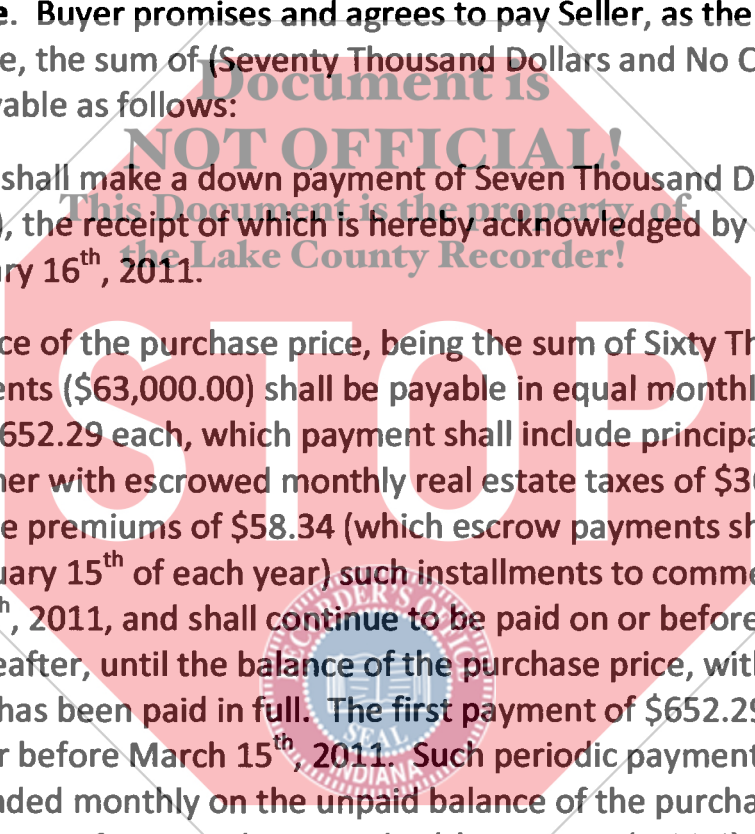 e. Buyer promises and agrees to pay Seller, as the
e, the sum of (Seventy Thousand Dollars and No C
Document is
vable as follows:
NOT OFFICIAL!
shall make a down payment of Seven Thousand D
This Document is the property of
), the receipt of which is hereby acknowledged by
the Lake County Recorder!
ry 16th, 2011.
STOP
ce of the purchase price, being the sum of Sixty Th
ents ($63,000.00) shall be payable in equal monthl
652.29 each, which payment shall include principa
her with escrowed monthly real estate taxes of $3
e premiums of $58.34 (which escrow payments sh
uary 15th of each year) such installments to comme
h, 2011, and shall continue to be paid on or before
eafter, until the balance of the purchase price, with
has been paid in full. The first payment of $652.29
r before March 15th, 2011. Such periodic payment
nded monthly on the unpaid balance of the purcha
RECORDER'S OFFICE
SEAL
INDIANA